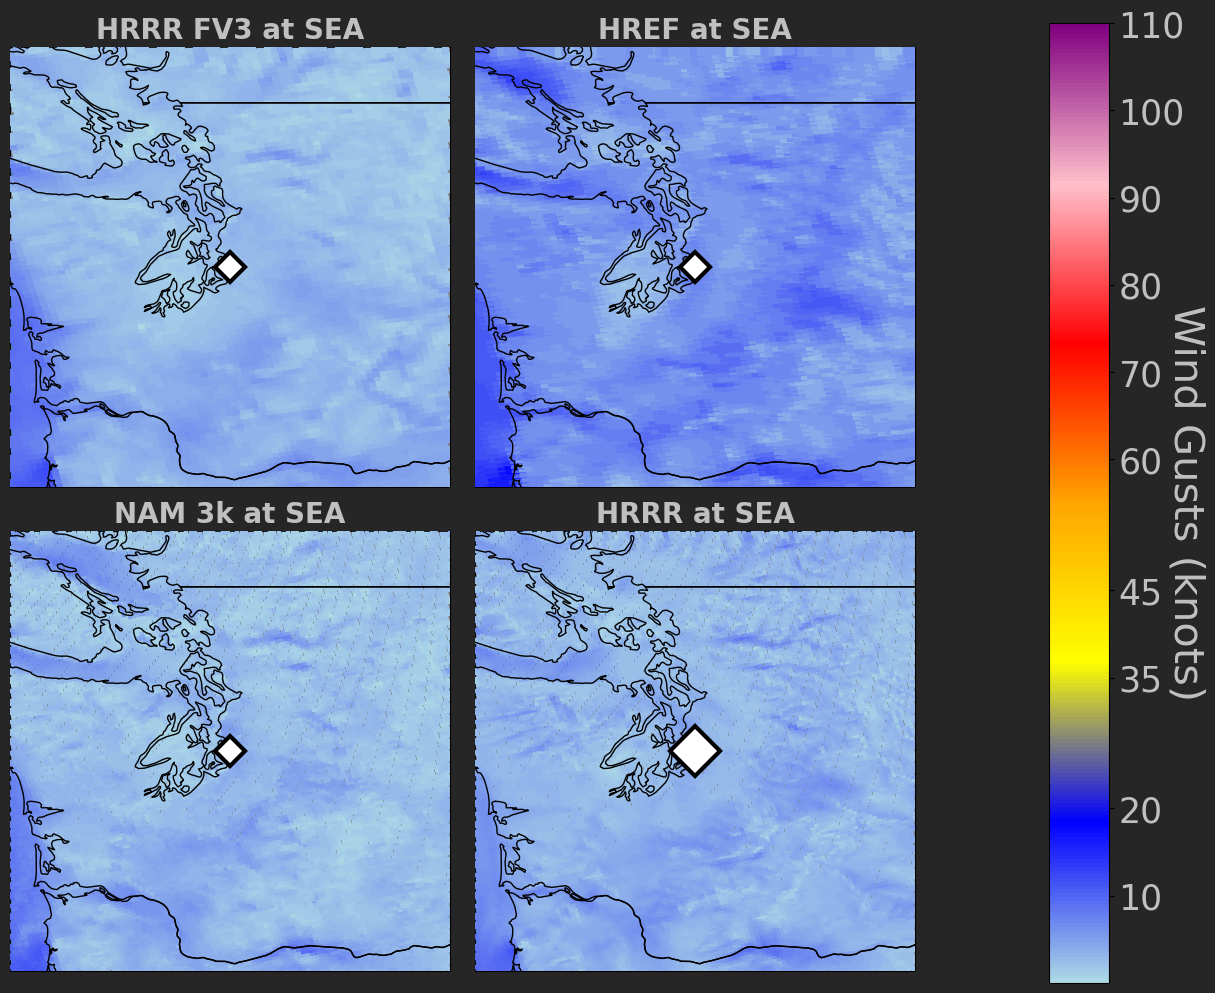 HRRR FV3 at SEA
HREF at SEA
NAM 3k at SEA
HRRR at SEA
110
100
90
80
70
60
45
35
20
10
Wind Gusts (knots)